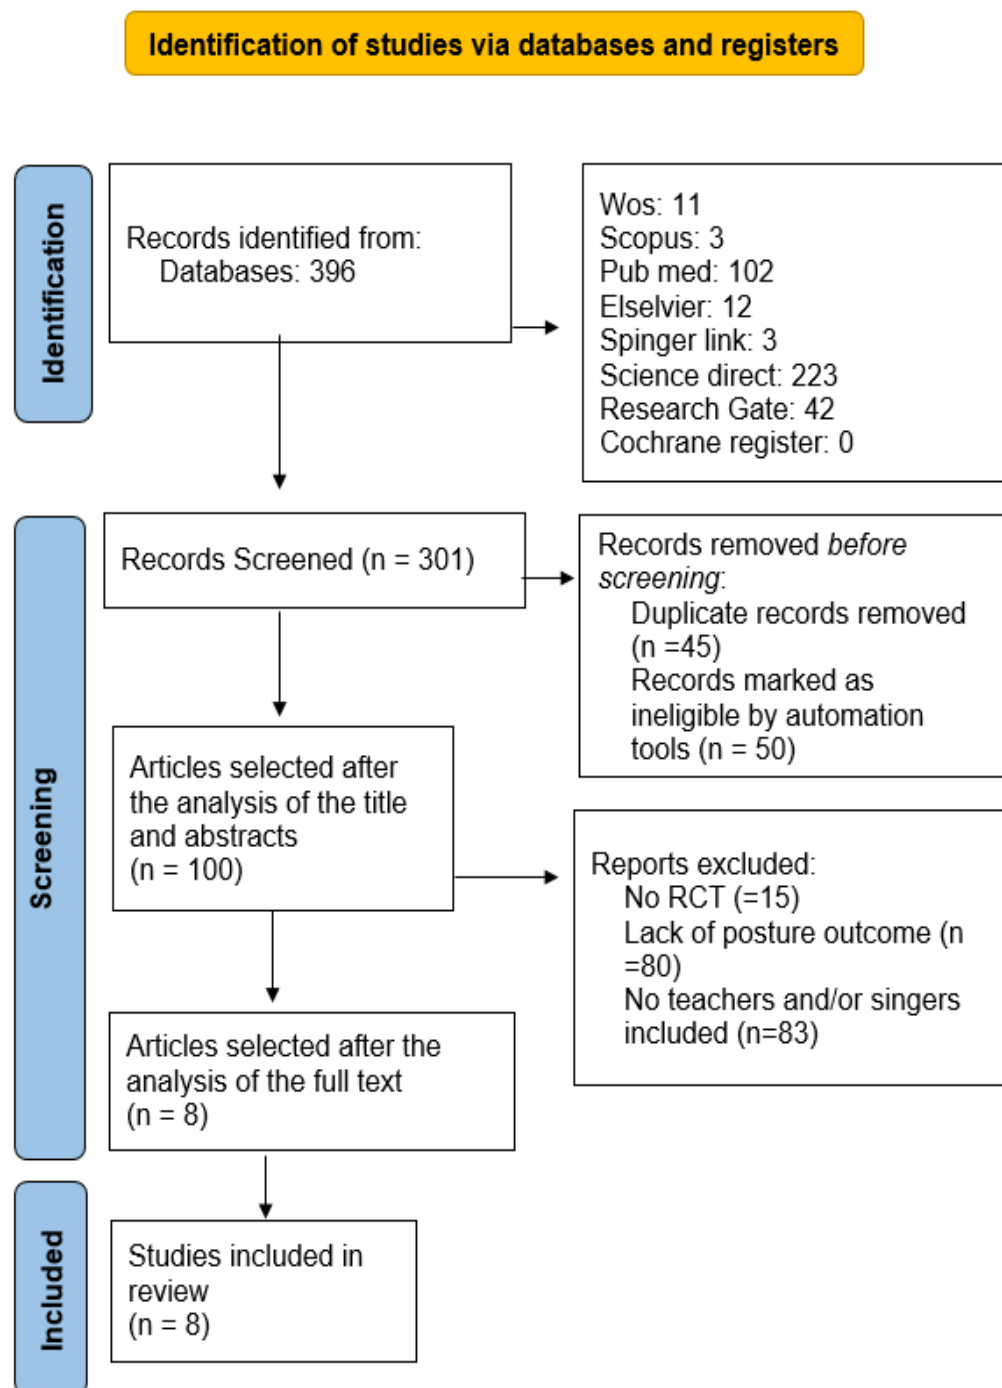 Identification of studies via databases and registers
Identification
Records identified from:
Databases: 396
Wos: 11
Scopus: 3
Pub med: 102
Elselvier: 12
Spinger link: 3
Science direct: 223
Research Gate: 42
Cochrane register: 0
Screening
Records Screened (n = 301)
Records removed before
screening:
Duplicate records removed
(n =45)
Records marked as
ineligible by automation
tools (n = 50)
Articles selected after
the analysis of the title
and abstracts
(n = 100)
Reports excluded:
No RCT (=15)
Lack of posture outcome (n
=80)
No teachers and/or singers
included (n=83)
Articles selected after the
analysis of the full text
(n = 8)
Included
Studies included in
review
(n = 8)